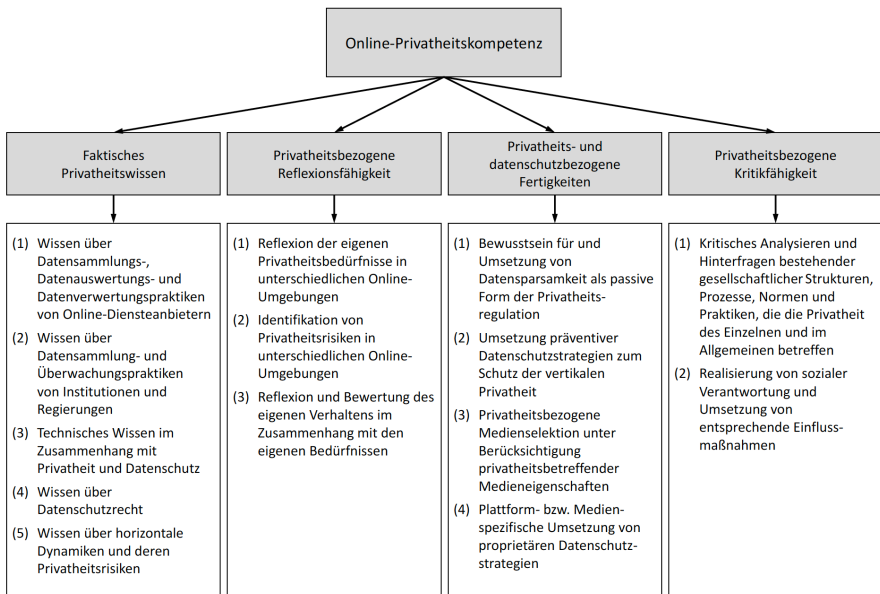 Online-Privatheitskompetenz
Faktisches
Privatheitswissen
Privatheitsbezogene
Reflexionsfähigkeit
Privatheits- und
datenschutzbezogene
Fertigkeiten
Privatheitsbezogene
Kritikfähigkeit
(1) Wissen über
Datensammlungs-,
Datenauswertungs- und
Datenverwertungspraktiken
von Online-Diensteanbietern
(2) Wissen über
Datensammlung- und
Überwachungspraktiken
von Institutionen und
Regierungen
(3) Technisches Wissen im
Zusammenhang mit
Privatheit und Datenschutz
(4) Wissen über
Datenschutzrecht
(5) Wissen über horizontale
Dynamiken und deren
Privatheitsrisiken
(1) Reflexion der eigenen
Privatheitsbedürfnisse in
unterschiedlichen Online-
Umgebungen
(2) Identifikation von
Privatheitsrisiken in
unterschiedlichen Online-
Umgebungen
(3) Reflexion und Bewertung des
eigenen Verhaltens im
Zusammenhang mit den
eigenen Bedürfnissen
(1) Bewusstsein für und
Umsetzung von
Datensparsamkeit als passive
Form der Privatheits-
regulation
(2) Umsetzung präventiver
Datenschutzstrategien zum
Schutz der vertikalen
Privatheit
(3) Privatheitsbezogene
Medienselektion unter
Berücksichtigung
privatheitsbetreffender
Medieneigenschaften
(4) Plattform- bzw. Medien-
spezifische Umsetzung von
proprietären Datenschutz-
strategien
(1) Kritisches Analysieren und
Hinterfragen bestehender
gesellschaftlicher Strukturen,
Prozesse, Normen und
Praktiken, die die Privatheit
des Einzelnen und im
Allgemeinen betreffen
(2) Realisierung von sozialer
Verantwortung und
Umsetzung von
entsprechende Einfluss-
maßnahmen